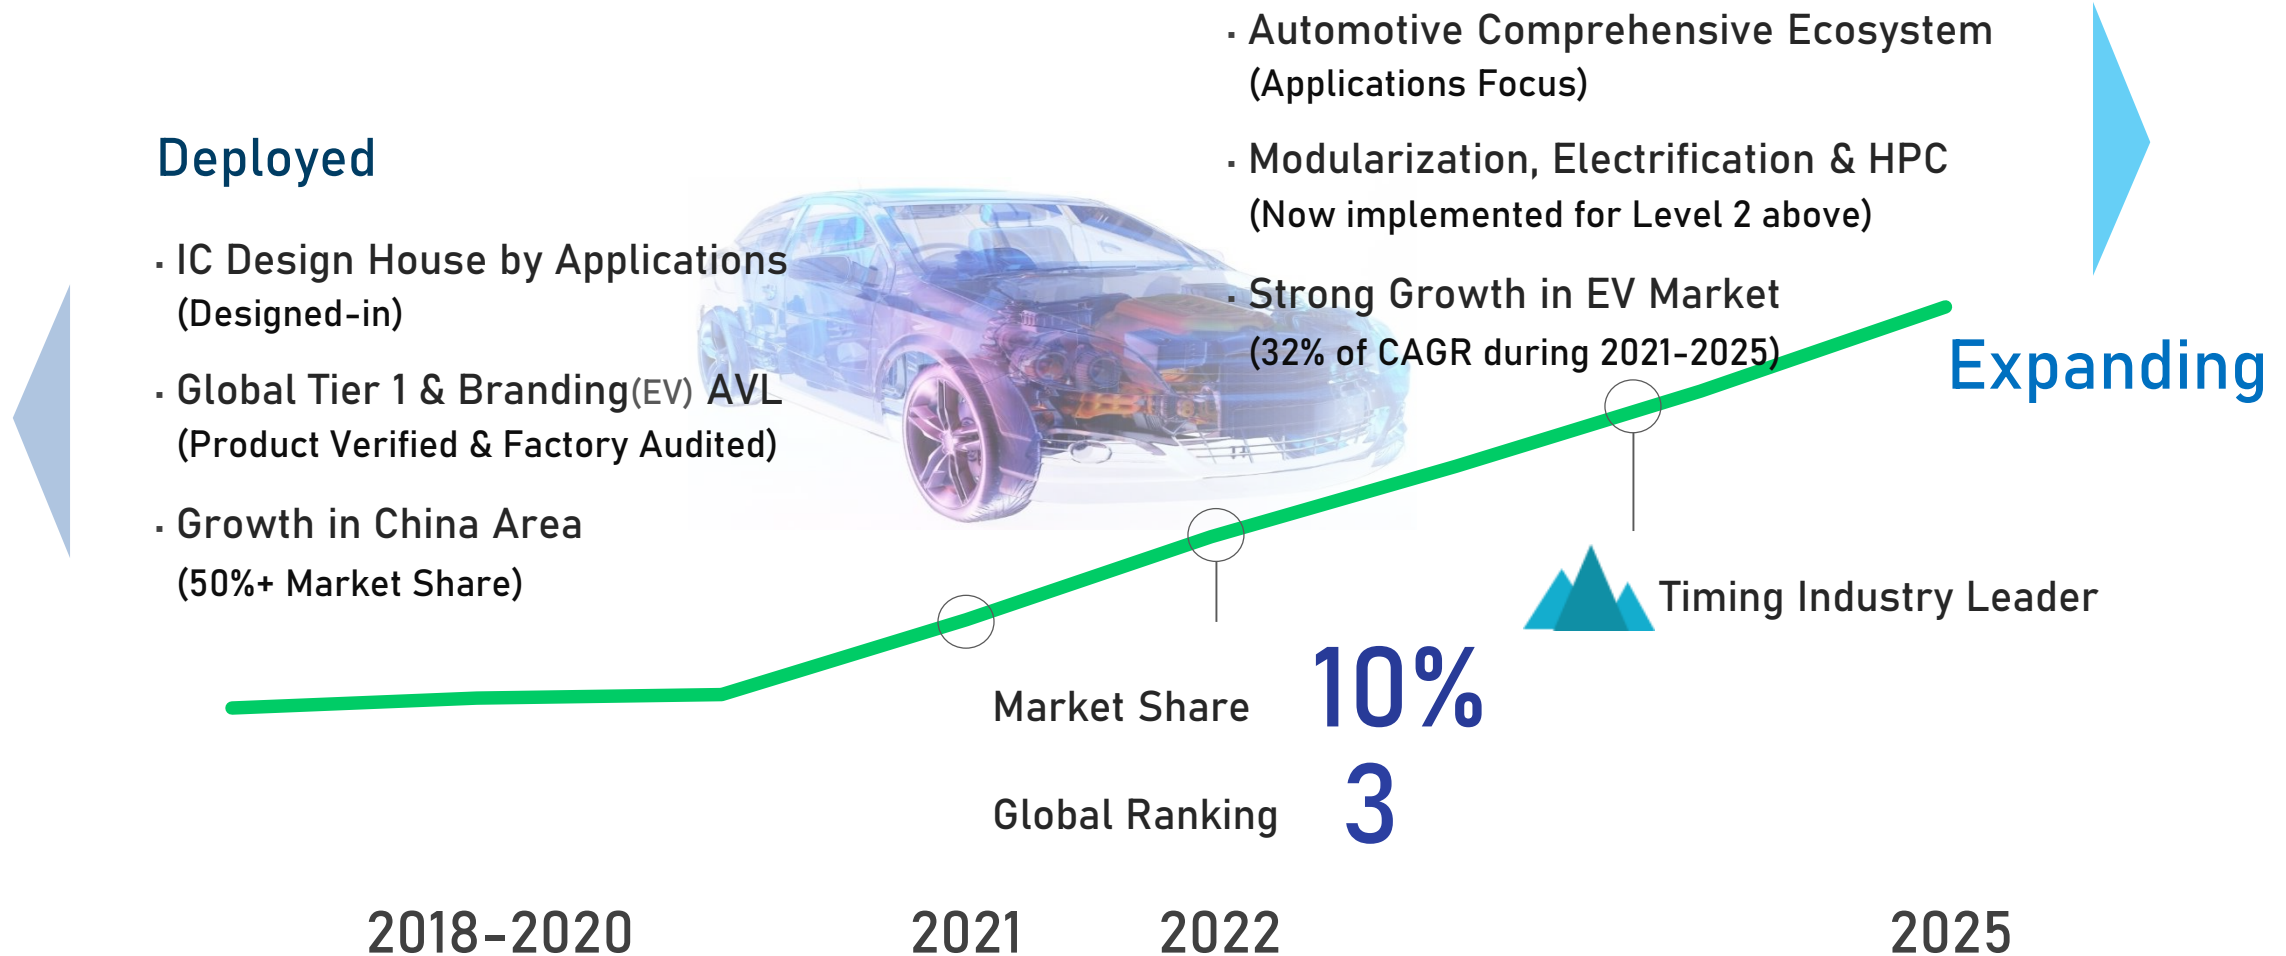 Deployed
· IC Design House by Applications
(Designed-in)
· Global Tier 1 & Branding(EV) AVL
(Product Verified & Factory Audited)
· Growth in China Area
(50%+ Market Share)
· Automotive Comprehensive Ecosystem
(Applications Focus)
· Modularization, Electrification & HPC
(Now implemented for Level 2 above)
· Strong Growth in EV Market
(32% of CAGR during 2021-2025)
Expanding
Timing Industry Leader
Market Share 10%
Global Ranking 3
2018-2020 2021 2022 2025